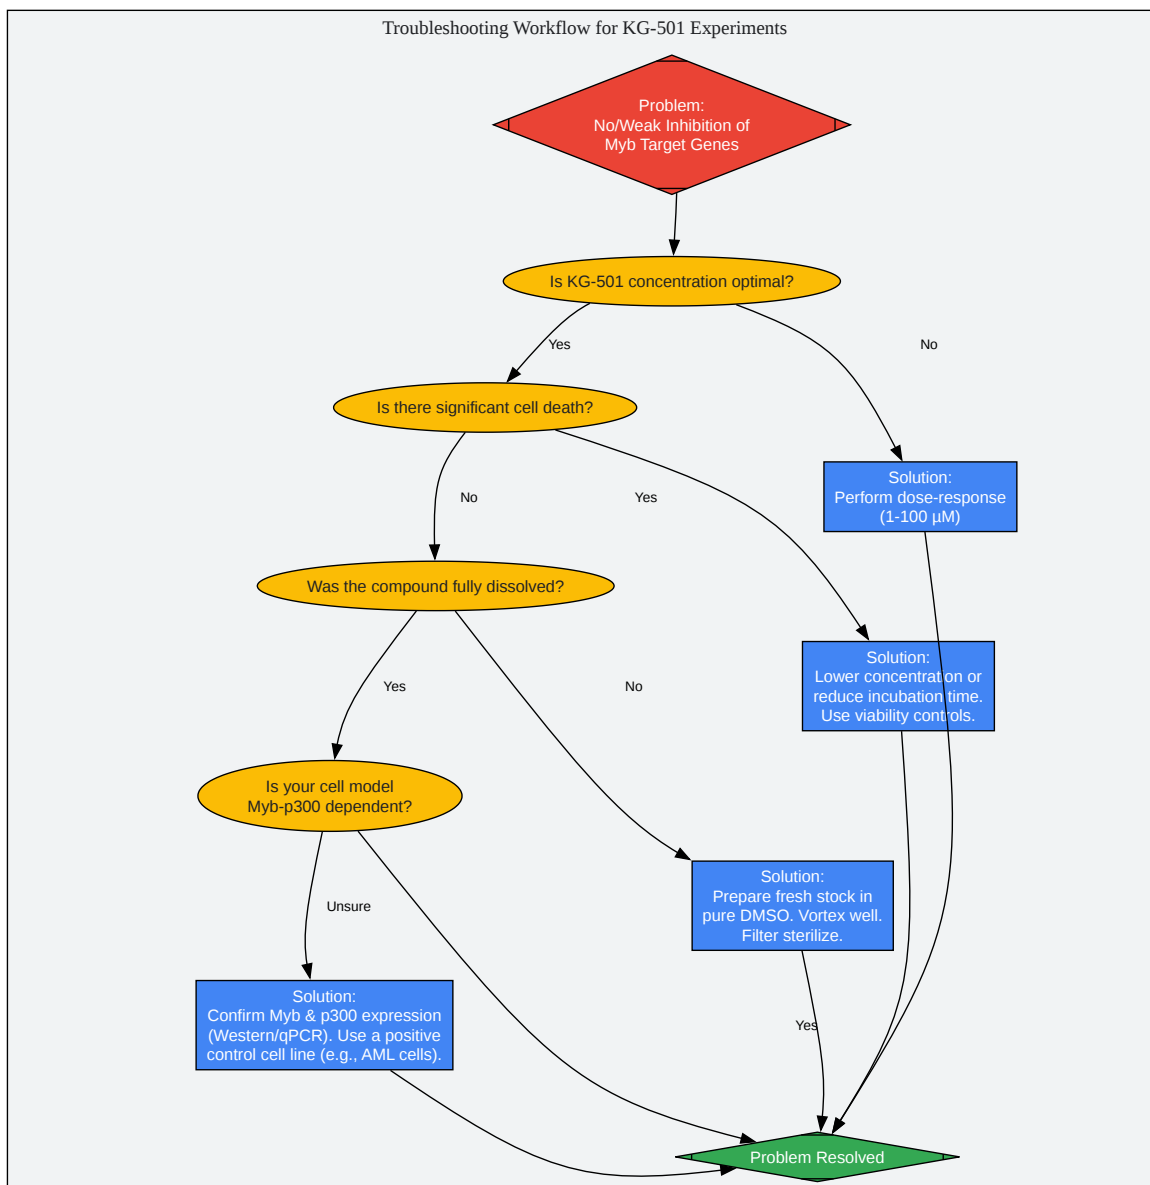 Troubleshooting Workflow for KG-501 Experiments
Problem:
No/Weak Inhibition of
Myb Target Genes
Is KG-501 concentration optimal?
Yes
No
Is there significant cell death?
No
Yes
Solution:
Perform dose-response
(1-100 µM)
Was the compound fully dissolved?
Yes
No
Solution:
Lower concentration or
reduce incubation time.
Use viability controls.
Is your cell model
Myb-p300 dependent?
Unsure
Solution:
Prepare fresh stock in
pure DMSO. Vortex well.
Filter sterilize.
Solution:
Confirm Myb & p300 expression
(Western/qPCR). Use a positive
control cell line (e.g., AML cells).
Yes
Problem Resolved